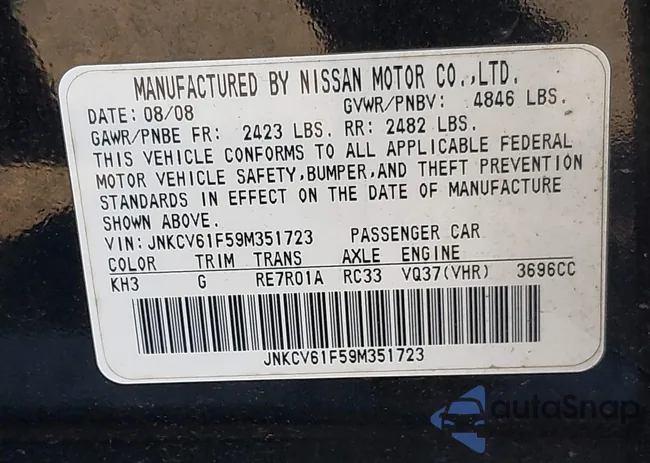 MANUFACTURED BY NISSAN MOTOR CO.,LTD.
DATE: 08/08 GVWR/PNBV: 4846 LBS.
GAWR/PNBE FR: 2423 LBS. RR: 2482 LBS.
THIS VEHICLE CONFORMS TO ALL APPLICABLE FEDERAL
MOTOR VEHICLE SAFETY,BUMPER,AND THEFT PREVENTION
STANDARDS IN EFFECT ON THE DATE OF MANUFACTURE
SHOWN ABOVE.
VIN:JNKCV61F59M351723 PASSENGER CAR
COLOR TRIM TRANS AXLE ENGINE
KH3 G RE7R01A RC33 VQ37(VHR) 3696CC
JNKCV61F59M351723
autoSnap